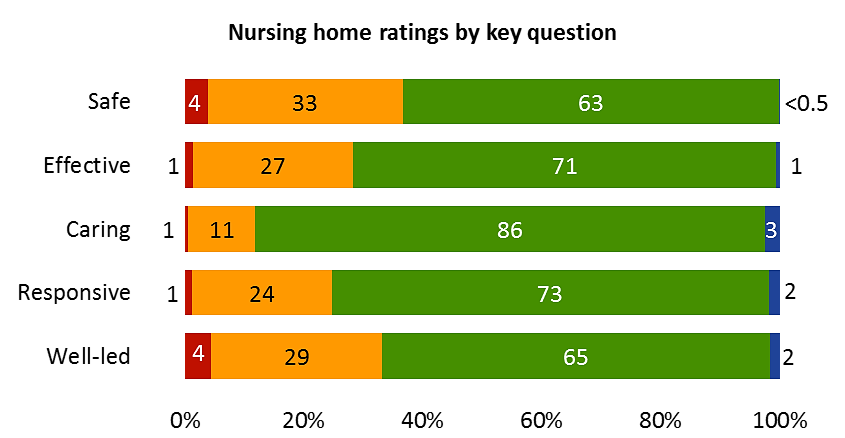 Nursing home ratings by key question
Safe 4 33 63 <0.5
Effective 1 27 71 1
Caring 1 11 86 3
Responsive 1 24 73 2
Well-led 4 29 65 2
0% 20% 40% 60% 80% 100%